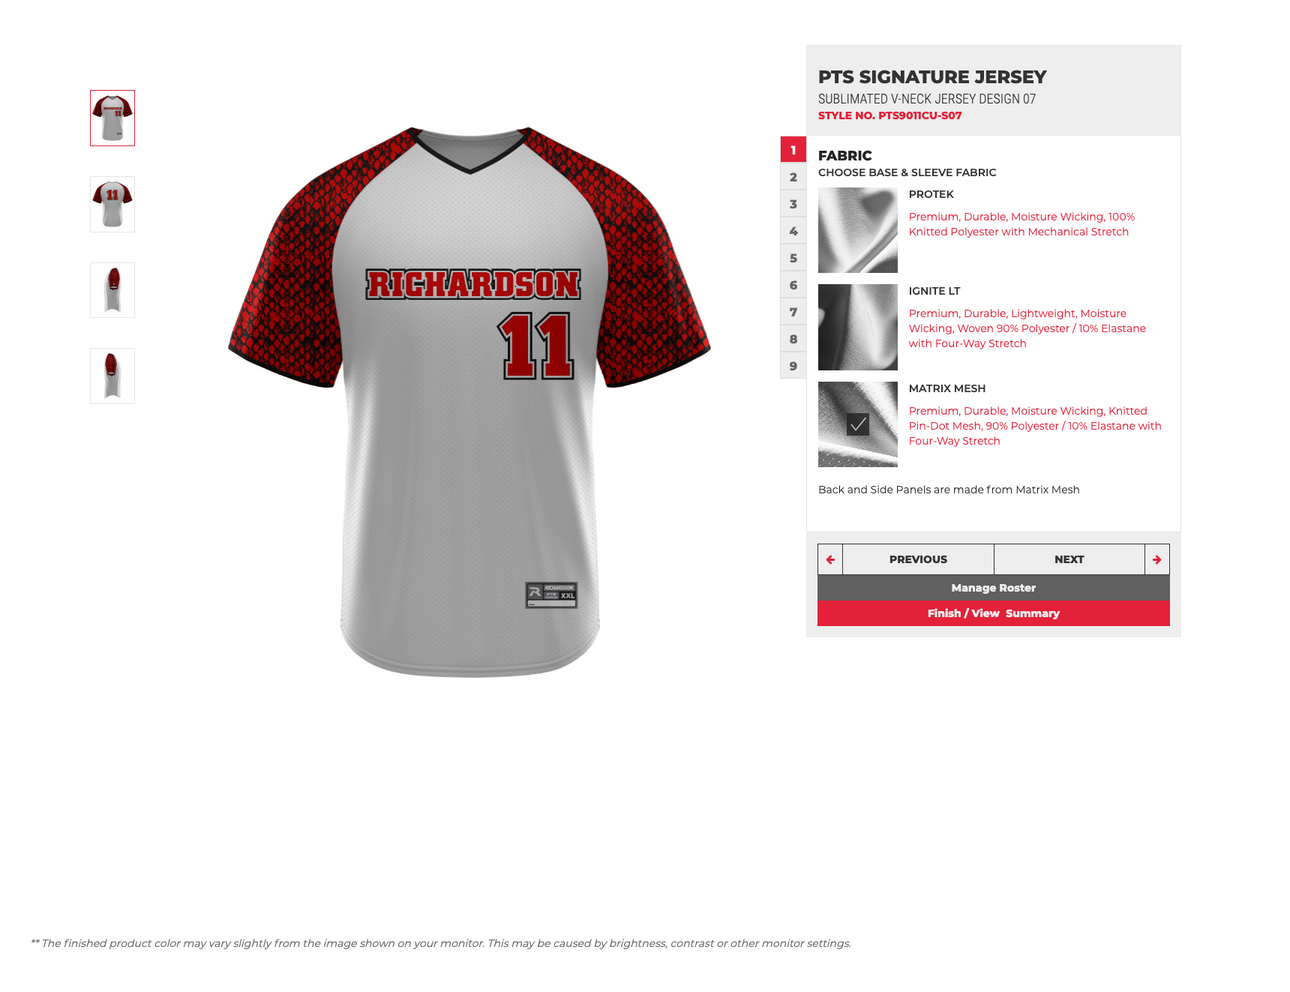 PTS SIGNATURE JERSEY
SUBLIMATED V-NECK JERSEY DESIGN 07
STYLE NO. PTS9011CU-S07
1
2
3
4
5
6
7
8
9
FABRIC
CHOOSE BASE & SLEEVE FABRIC
PROTEK
Premium, Durable, Moisture Wicking, 100%
Knitted Polyester with Mechanical Stretch
IGNITE LT
Premium, Durable, Lightweight, Moisture
Wicking, Woven 90% Polyester / 10% Elastane
with Four-Way Stretch
MATRIX MESH
Premium, Durable, Moisture Wicking, Knitted
Pin-Dot Mesh, 90% Polyester / 10% Elastane with
Four-Way Stretch
Back and Side Panels are made from Matrix Mesh
PREVIOUS
NEXT
Manage Roster
Finish / View Summary
RICHARDSON
11
RICHARDSON
XXL
11
** The finished product color may vary slightly from the image shown on your monitor. This may be caused by brightness, contrast or other monitor settings.